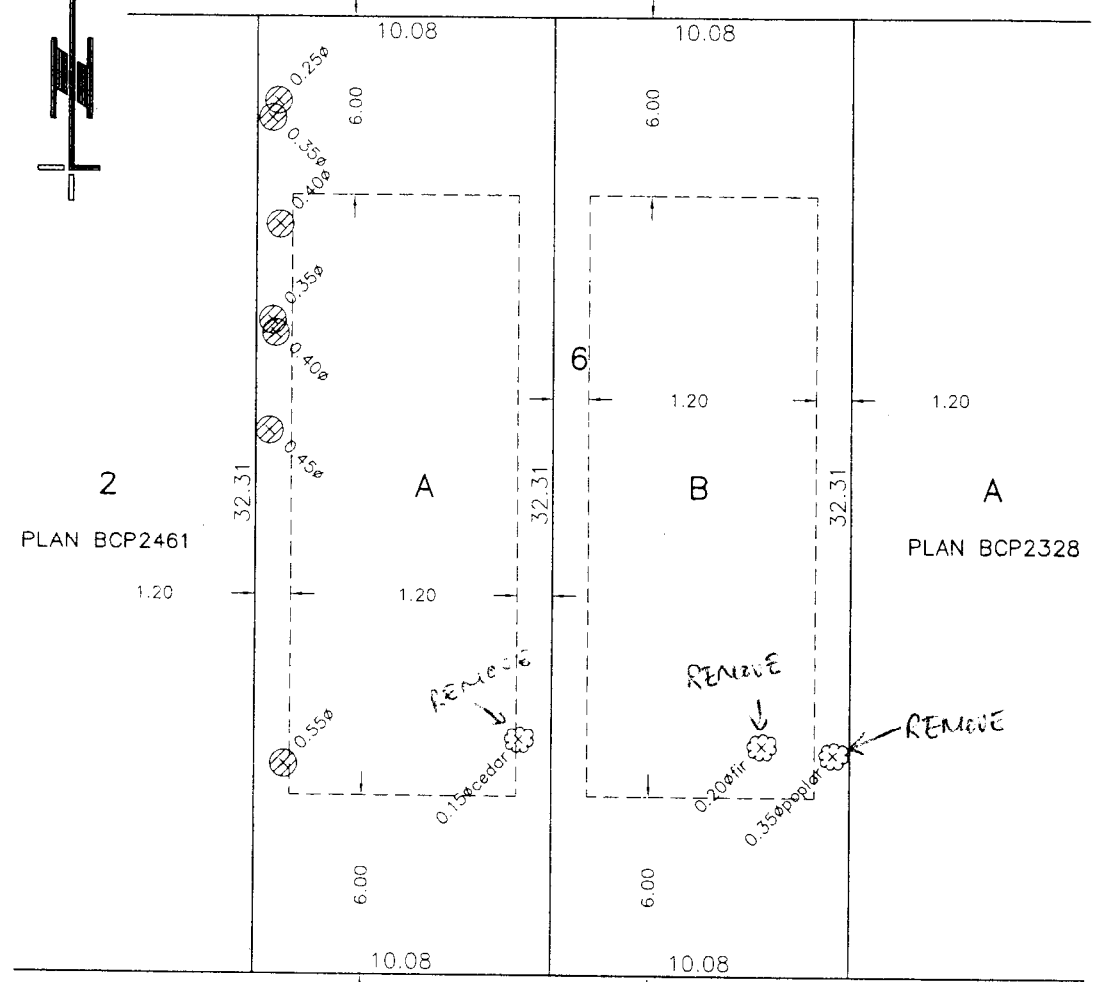 10.08
10.08
0.25ø
6.00
6.00
0.35ø
0.40ø
0.35ø
6
0.40ø
1.20
1.20
0.45ø
2
32.31
A
32.31
B
32.31
A
PLAN BCP2461
PLAN BCP2328
1.20
1.20
REMOVE
REMOVE
REMOVE
0.55ø
0.15øcedar
0.20øfir
0.35øpoplar
6.00
6.00
10.08
10.08